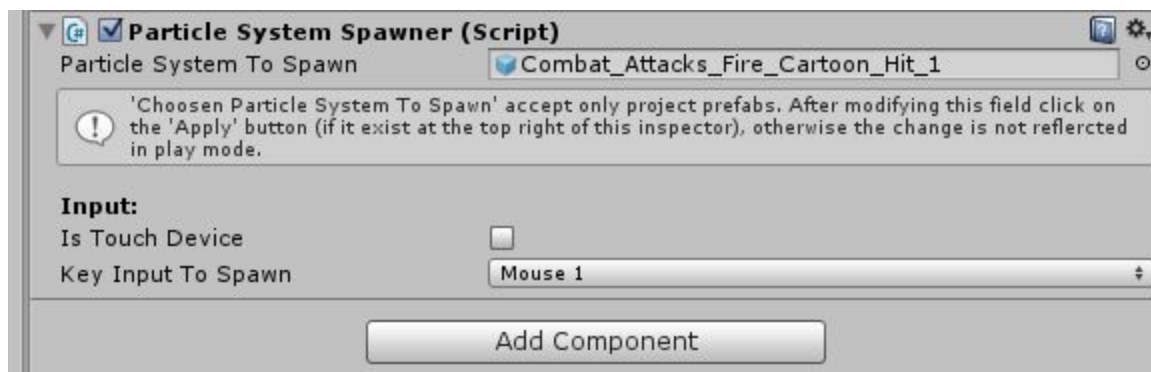 Particle System Spawner (Script)
Particle System To Spawn Combat_Attacks_Fire_Cartoon_Hit_1
'Choosen Particle System To Spawn' accept only project prefabs. After modifying this field click on
the 'Apply' button (if it exist at the top right of this inspector), otherwise the change is not reflercted
in play mode.
Input:
Is Touch Device
Key Input To Spawn Mouse 1
Add Component